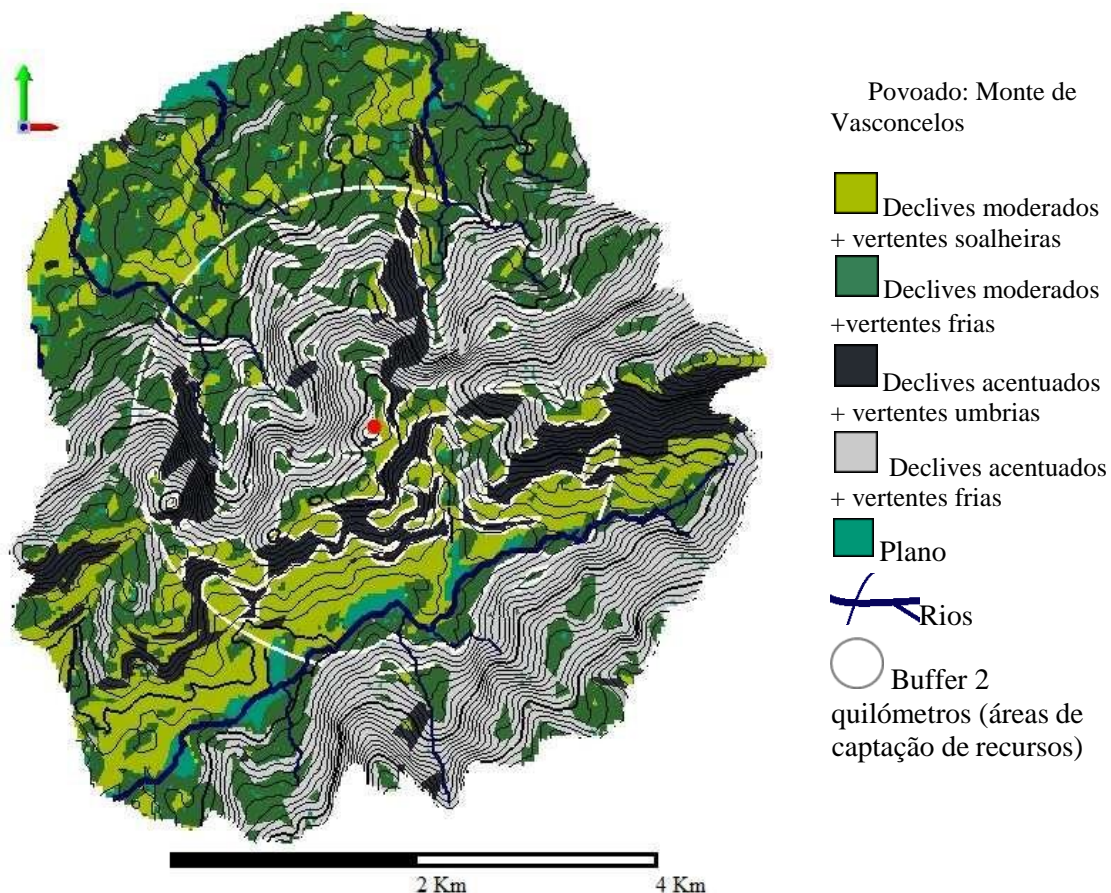 Povoado: Monte de
Vasconcelos
Declives moderados
+ vertentes soalheiras
Declives moderados
+vertentes frias
Declives acentuados
+ vertentes umbrias
Declives acentuados
+ vertentes frias
Plano
Rios
Buffer 2
quilómetros (áreas de
captação de recursos)
2 Km
4 Km